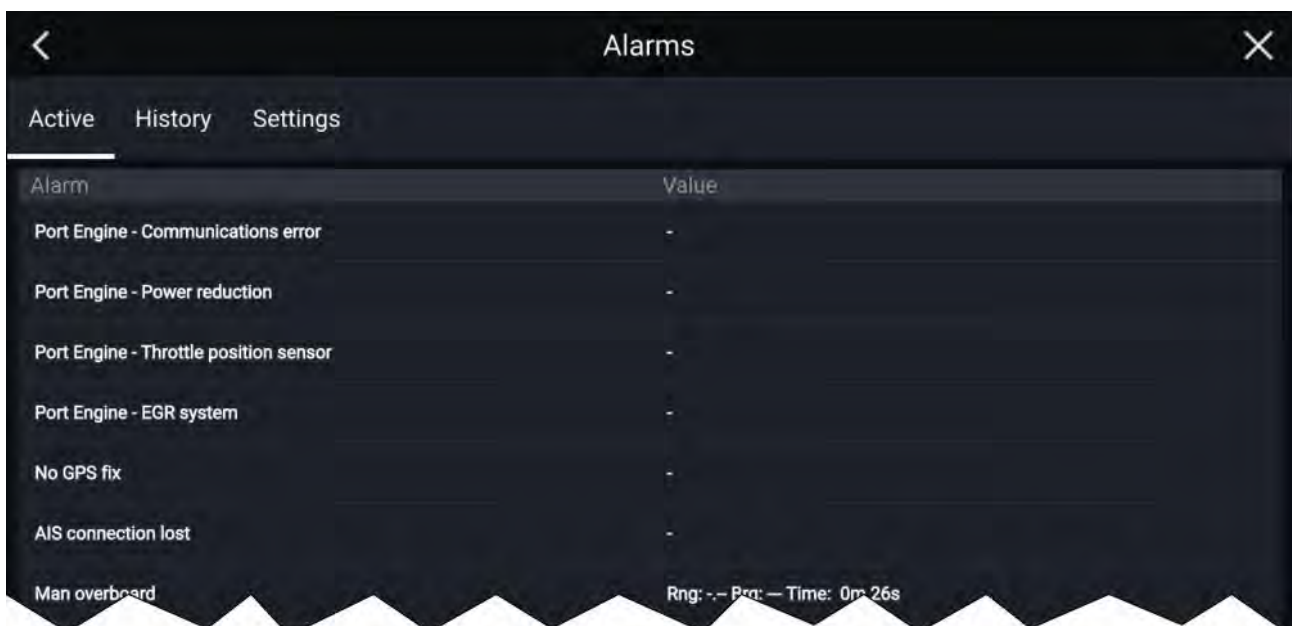 Alarms
Active History Settings
Alarm Value
Port Engine - Communications error -
Port Engine - Power reduction -
Port Engine - Throttle position sensor -
Port Engine - EGR system -
No GPS fix -
AIS connection lost -
Man overboard Rng: -.-- Brg: --- Time: 0m 26s